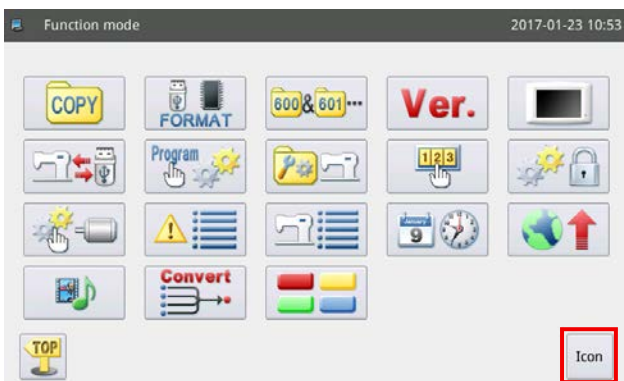 Function mode 2017-01-23 10:53
COPY
FORMAT
600&601...
Ver.
Program
123
January
9
Convert
TOP
Icon